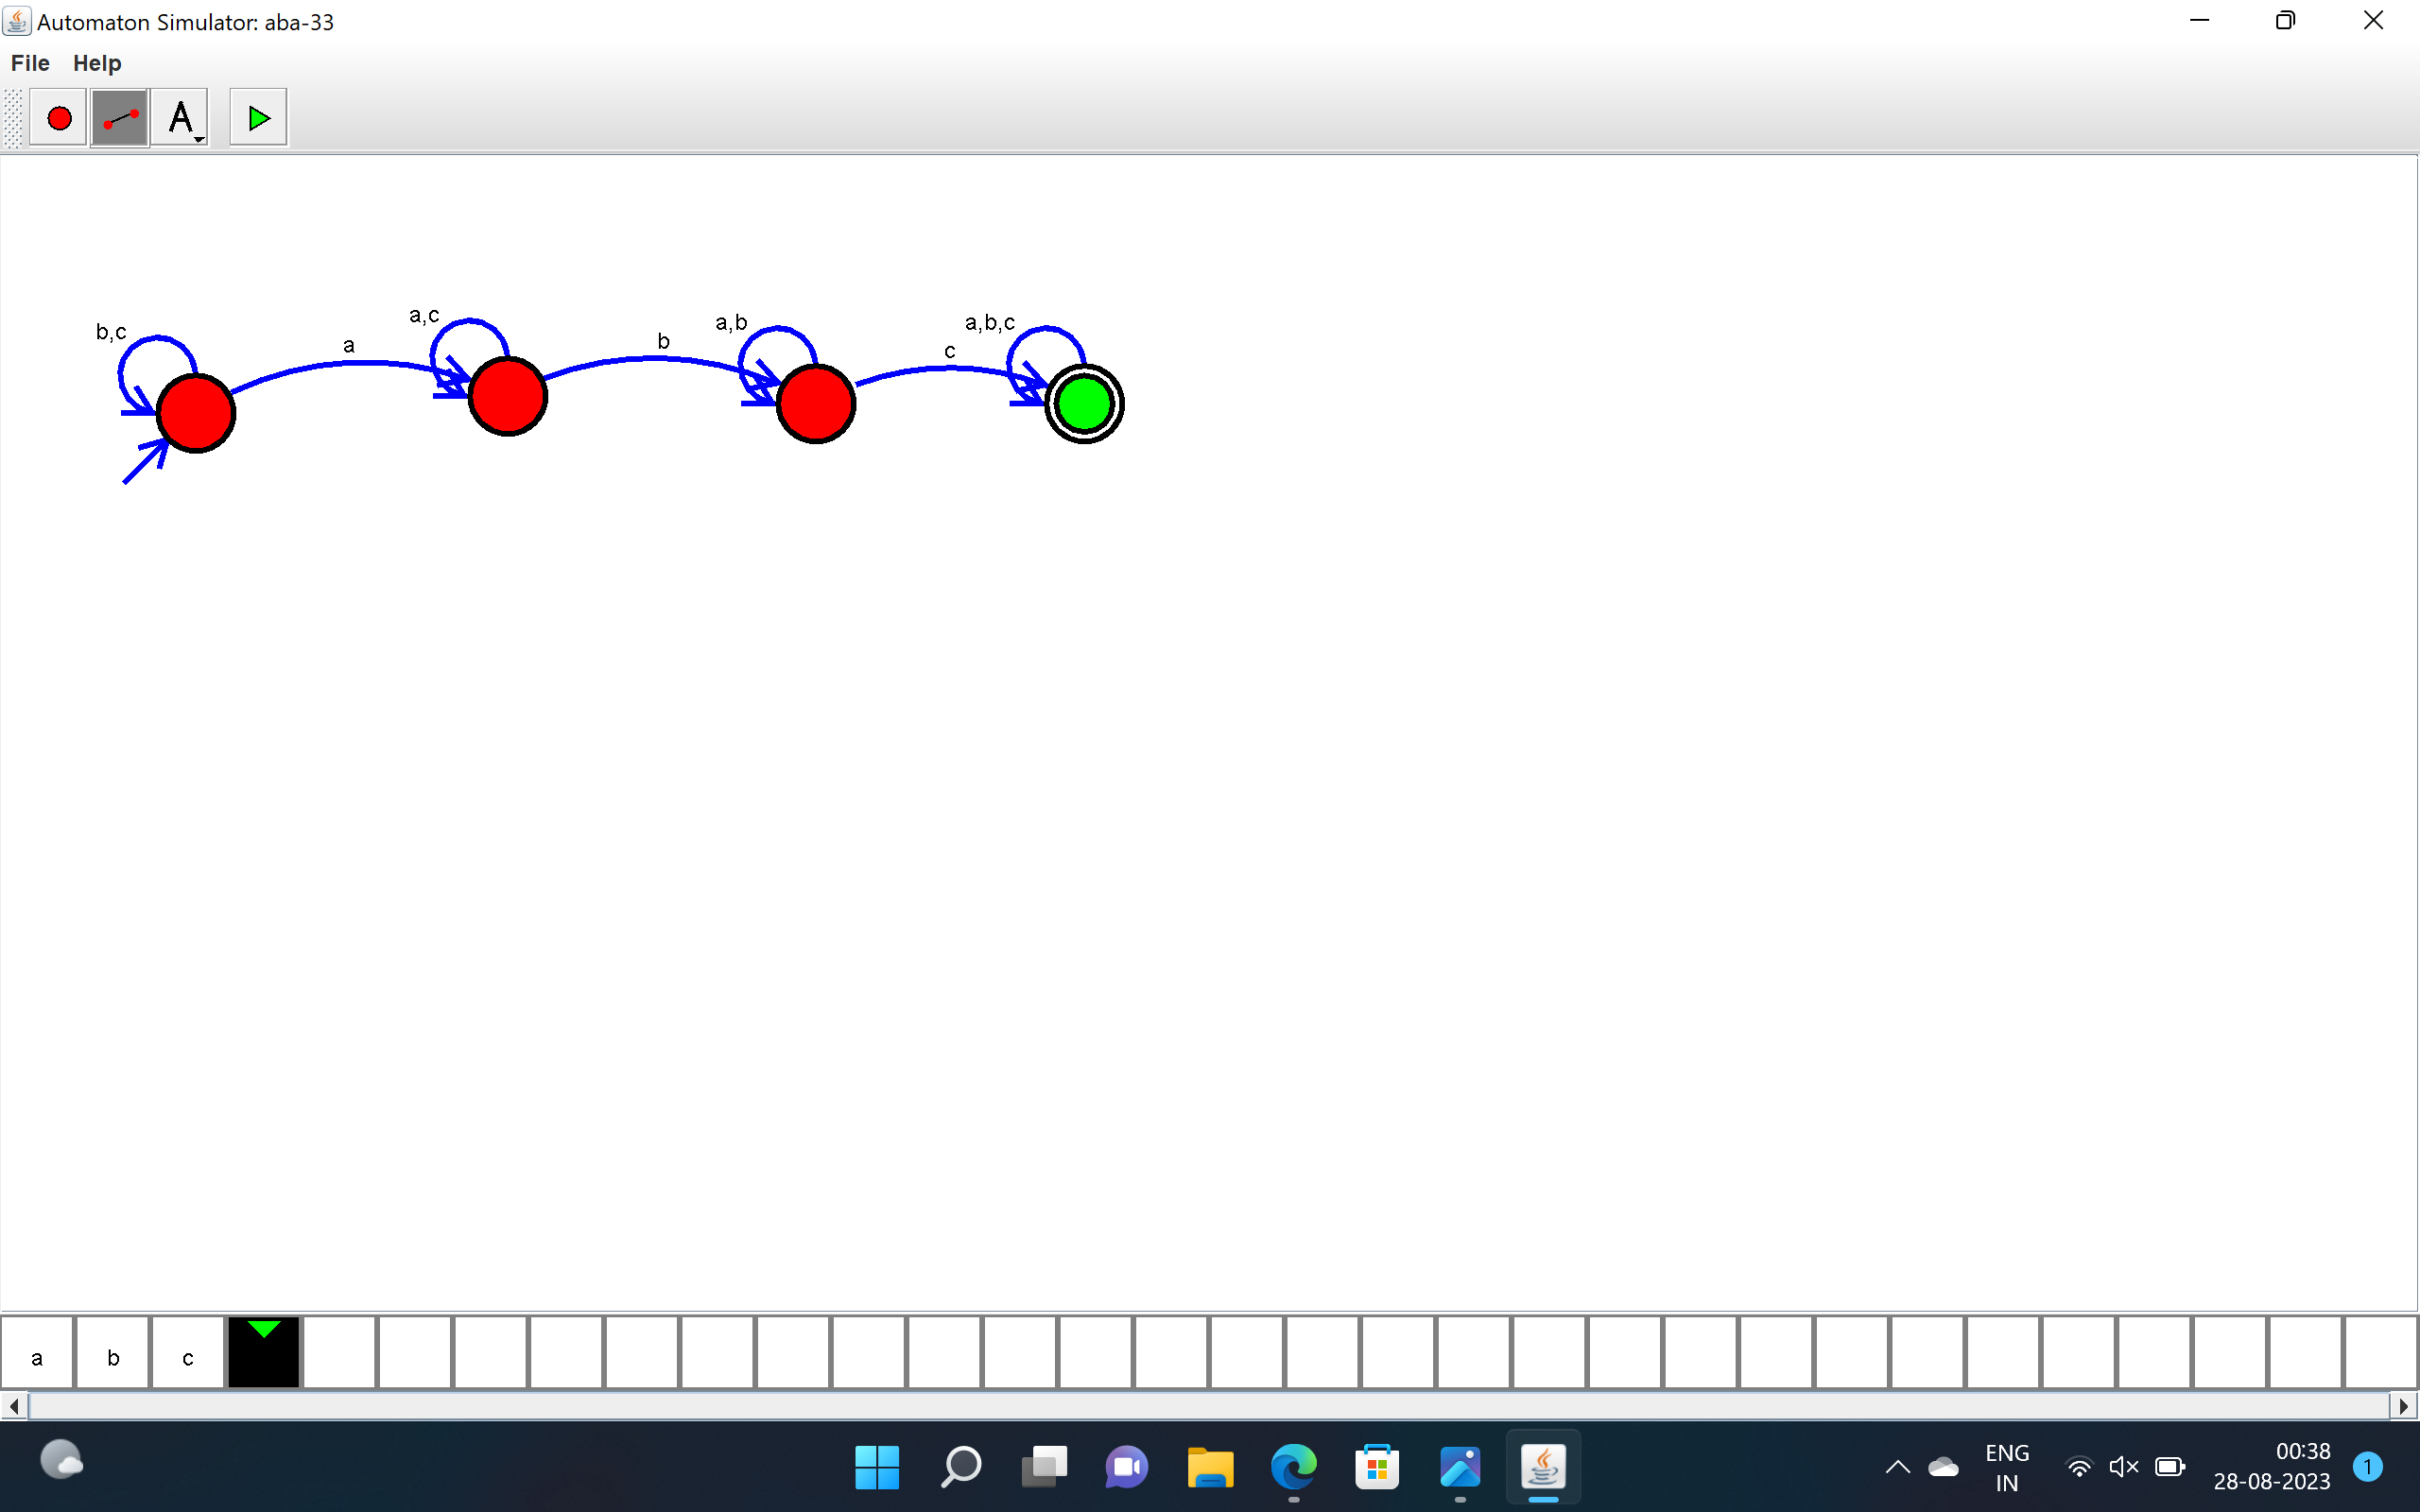 Automaton Simulator: aba-33
File Help
A
a,c
a,b
a,b,c
b,c
a
b
c
a b c
ENG
IN
00:38
28-08-2023
1